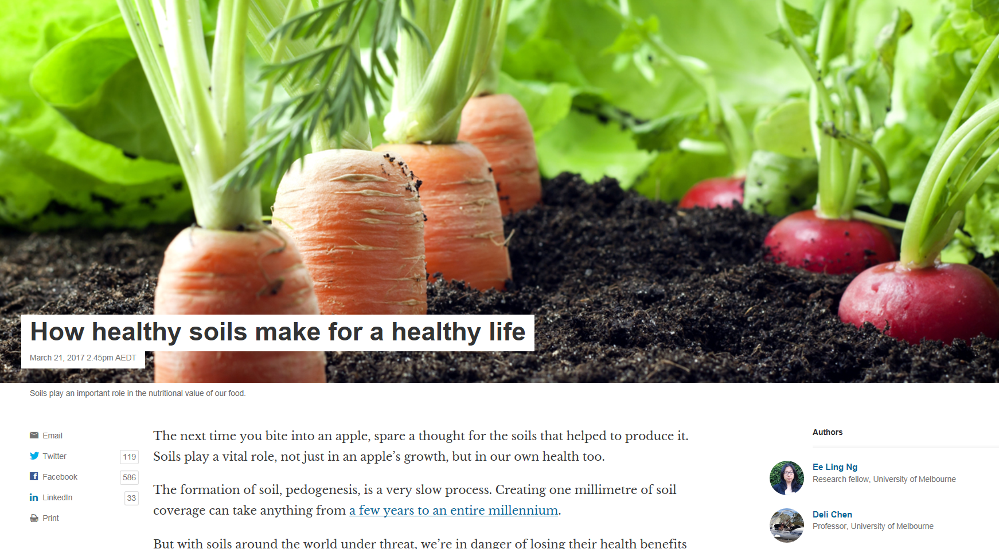 How healthy soils make for a healthy life
March 21, 2017 2.45pm AEDT
Soils play an important role in the nutritional value of our food.
Email
Twitter 119
Facebook 586
LinkedIn 33
Print
The next time you bite into an apple, spare a thought for the soils that helped to produce it.
Soils play a vital role, not just in an apple’s growth, but in our own health too.
The formation of soil, pedogenesis, is a very slow process. Creating one millimetre of soil
coverage can take anything from a few years to an entire millennium.
But with soils around the world under threat, we’re in danger of losing their health benefits
Authors
Ee Ling Ng
Research fellow, University of Melbourne
Deli Chen
Professor, University of Melbourne